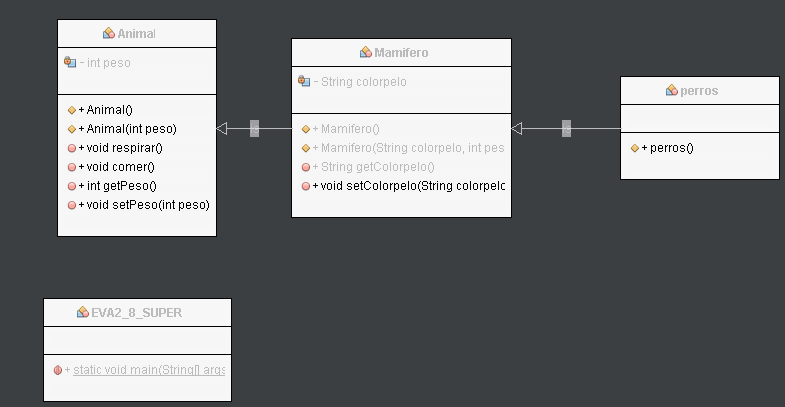 Animal
- int peso
+ Animal()
+ Animal(int peso)
+ void respirar()
+ void comer()
+ int getPeso()
+ void setPeso(int peso)
Mamifero
- String colorpelo
+ Mamifero()
+ Mamifero(String colorpelo, int pes
+ String getColorpelo()
+ void setColorpelo(String colorpelo
perros
+ perros()
EVA2_8_SUPER
+ static void main(String[] args